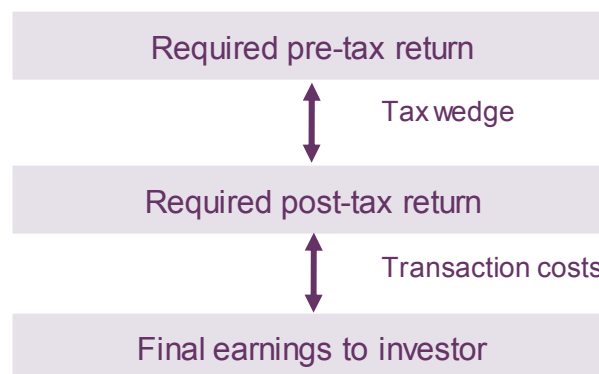 Required pre-tax return
Tax wedge
Required post-tax return
Transaction costs
Final earnings to investor